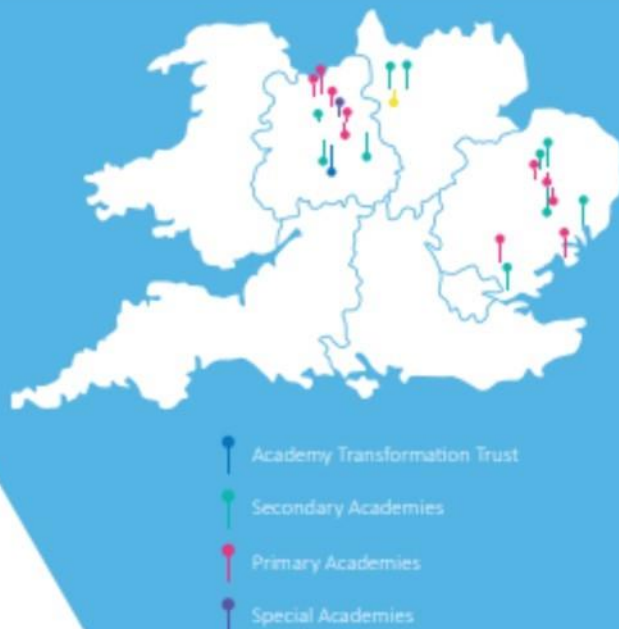 Academy Transformation Trust
Secondary Academies
Primary Academies
Special Academies